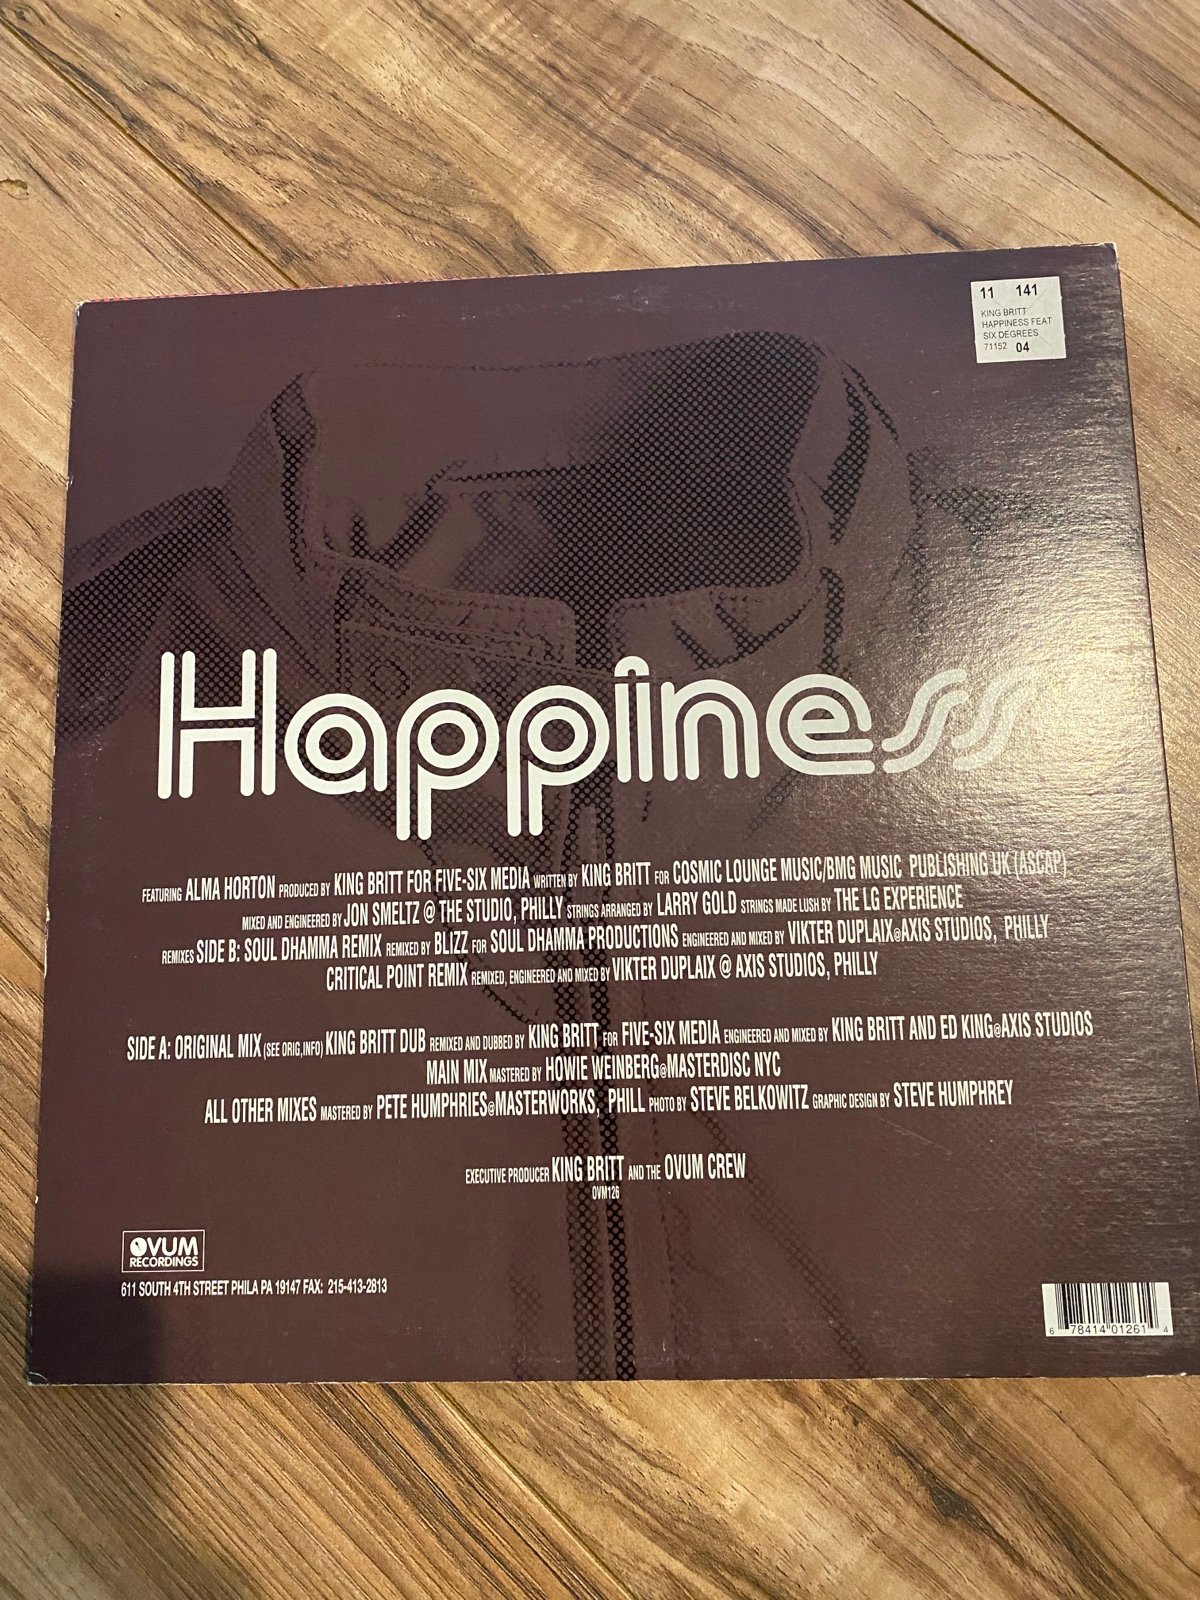 11 141
KING BRITT
HAPPINESS FEAT
SIX DEGREES
71152 04
Happiness
FEATURING ALMA HORTON PRODUCED BY KING BRITT FOR FIVE-SIX MEDIA WRITTEN BY KING BRITT FOR COSMIC LOUNGE MUSIC/BMG MUSIC PUBLISHING UK (ASCAP)
MIXED AND ENGINEERED BY JON SMELTZ @ THE STUDIO, PHILLY STRINGS ARRANGED BY LARRY GOLD STRINGS MADE LUSH BY THE LG EXPERIENCE
REMIXES SIDE B: SOUL DHAMMA REMIX REMIXED BY BLIZZ FOR SOUL DHAMMA PRODUCTIONS ENGINEERED AND MIXED BY VIKTER DUPLAIX@AXIS STUDIOS, PHILLY
CRITICAL POINT REMIX REMIXED, ENGINEERED AND MIXED BY VIKTER DUPLAIX @ AXIS STUDIOS, PHILLY
SIDE A: ORIGINAL MIX (SEE ORIG,INFO) KING BRITT DUB REMIXED AND DUBBED BY KING BRITT FOR FIVE-SIX MEDIA ENGINEERED AND MIXED BY KING BRITT AND ED KING@AXIS STUDIOS
MAIN MIX MASTERED BY HOWIE WEINBERG@MASTERDISC NYC
ALL OTHER MIXES MASTERED BY PETE HUMPHRIES@MASTERWORKS, PHILL PHOTO BY STEVE BELKOWITZ GRAPHIC DESIGN BY STEVE HUMPHREY
EXECUTIVE PRODUCER KING BRITT AND THE OVUM CREW
OVM126
OVUM
RECORDINGS
611 SOUTH 4TH STREET PHILA PA 19147 FAX: 215-413-2813
6 78414 01261 4